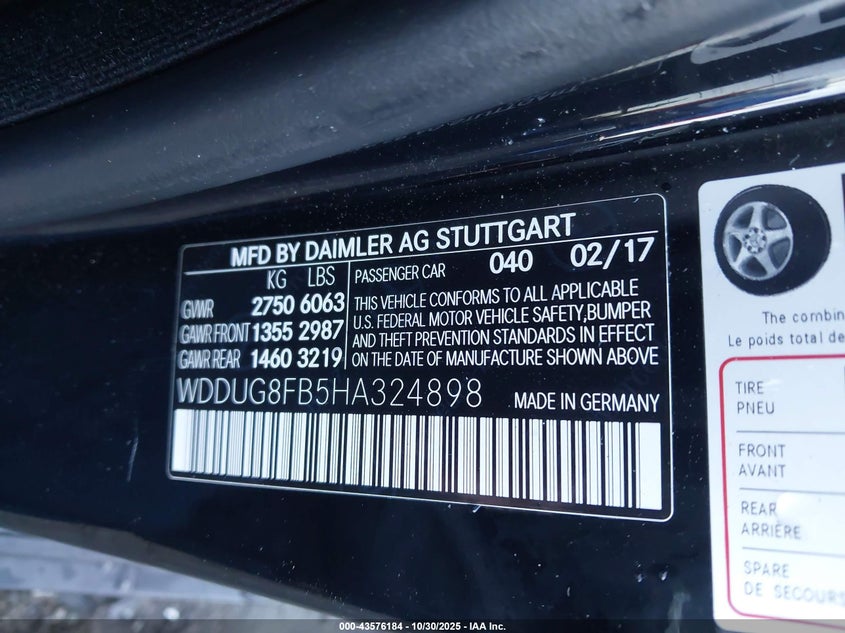 MFD BY DAIMLER AG STUTTGART
KG LBS
GVWR 2750 6063
GAWR FRONT 1355 2987
GAWR REAR 1460 3219
PASSENGER CAR 040 02/17
THIS VEHICLE CONFORMS TO ALL APPLICABLE
U.S. FEDERAL MOTOR VEHICLE SAFETY,BUMPER
AND THEFT PREVENTION STANDARDS IN EFFECT
ON THE DATE OF MANUFACTURE SHOWN ABOVE
WDDUG8FB5HA324898 MADE IN GERMANY
The combin
Le poids total de
TIRE
PNEU
FRONT
AVANT
REAR
ARRIÈRE
SPARE
DE SECOURS
000-43576184 - 10/30/2025 - IAA Inc.